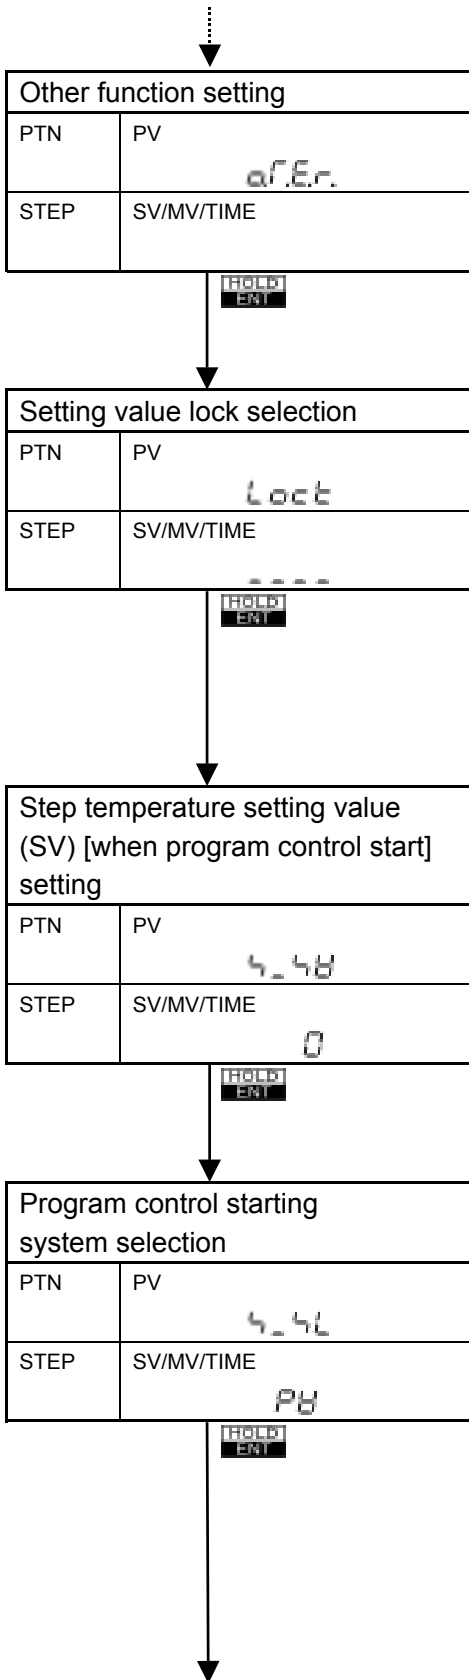 Other function setting
PTN PV
oT.E.r.
STEP SV/MV/TIME
HOLD
ENT
Setting value lock selection
PTN PV
Lock
STEP SV/MV/TIME
----
HOLD
ENT
Step temperature setting value
(SV) [when program control start]
setting
PTN PV
S_SV
STEP SV/MV/TIME
0
HOLD
ENT
Program control starting
system selection
PTN PV
S_SL
STEP SV/MV/TIME
PV
HOLD
ENT